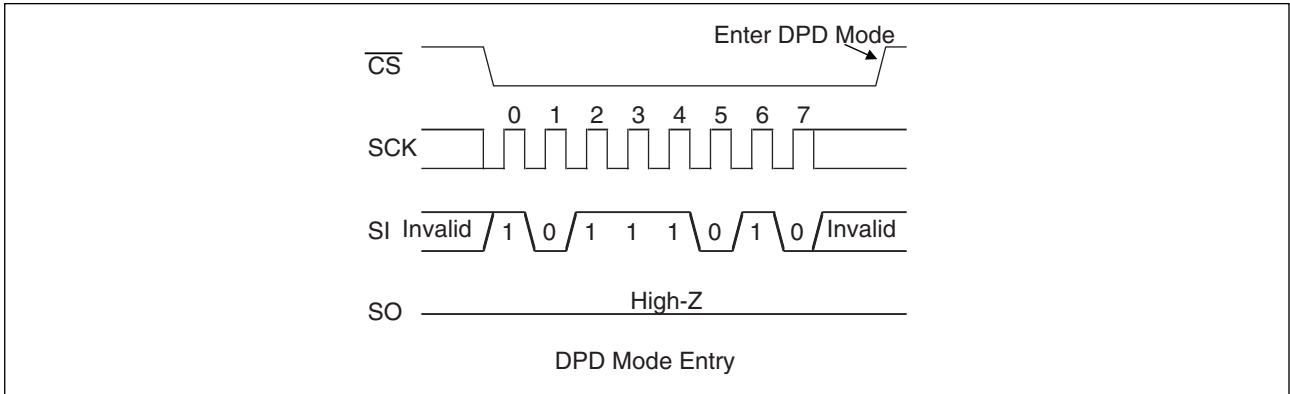 Enter DPD Mode
CS
0 1 2 3 4 5 6 7
SCK
SI Invalid 1 0 1 1 1 0 1 0 Invalid
High-Z
SO
DPD Mode Entry